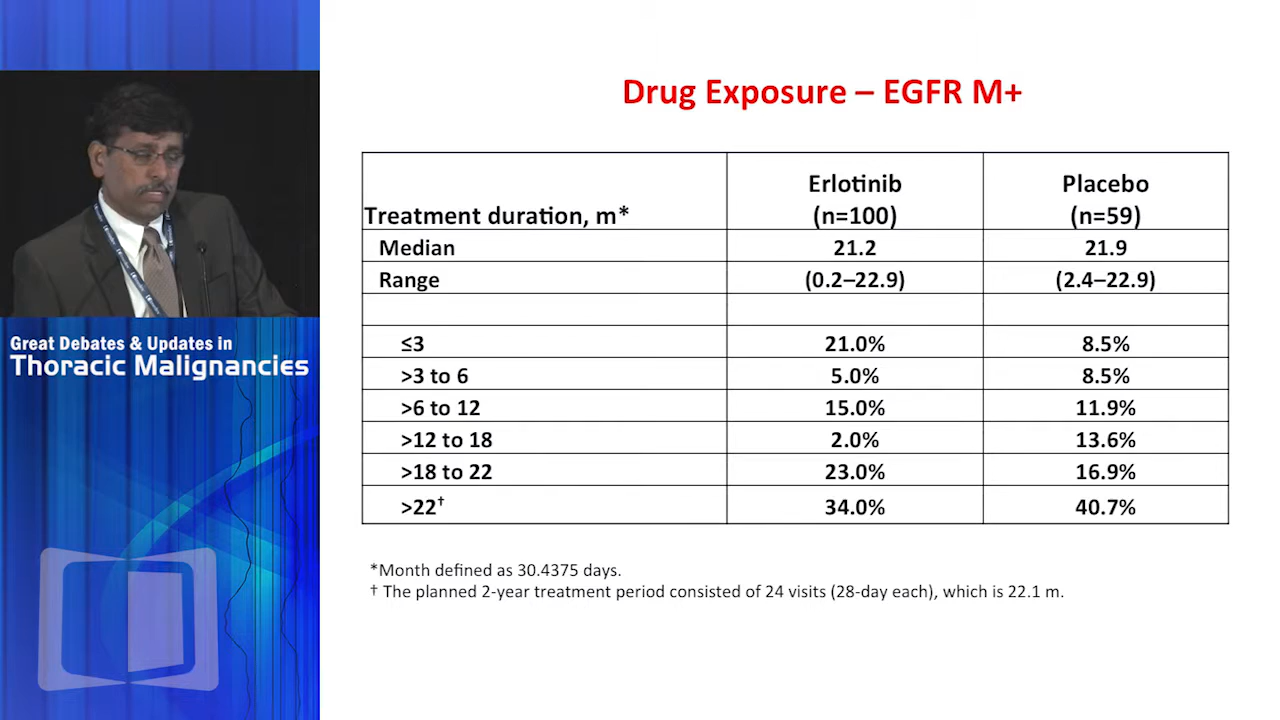 Drug Exposure – EGFR M+
Treatment duration, m* Erlotinib (n=100) Placebo (n=59)
Median 21.2 21.9
Range (0.2–22.9) (2.4–22.9)
≤3 21.0% 8.5%
>3 to 6 5.0% 8.5%
>6 to 12 15.0% 11.9%
>12 to 18 2.0% 13.6%
>18 to 22 23.0% 16.9%
>22† 34.0% 40.7%
*Month defined as 30.4375 days.
† The planned 2-year treatment period consisted of 24 visits (28-day each), which is 22.1 m.
Great Debates & Updates in
Thoracic Malignancies